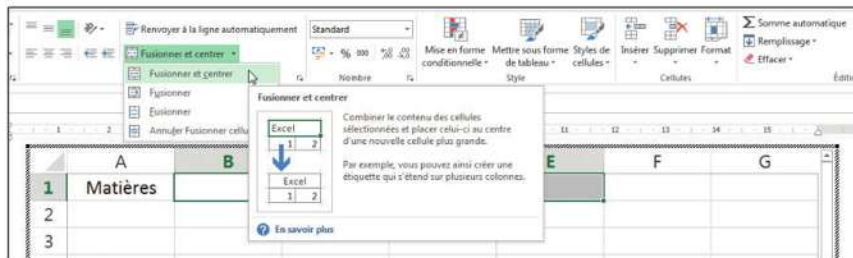 Renvoyer à la ligne automatiquement
Standard
Somme automatique
Remplissage
Effacer
Fusionner et centrer
% 000
Mise en forme conditionnelle
Mettre sous forme de tableau
Styles de cellules
Insérer Supprimer Format
Nombre
Style
Cellules
Éditi
Fusionner et centrer
Fusionner
Fusionner
Annuler Fusionner cellu
Fusionner et centrer
Combiner le contenu des cellules
sélectionnées et placer celui-ci au centre
d'une nouvelle cellule plus grande.
Par exemple, vous pouvez ainsi créer une
étiquette qui s'étend sur plusieurs colonnes.
Excel
1 2
Excel
1 2
En savoir plus
1 2 11 12 13 14 15
A B E F G
1 Matières
2
3